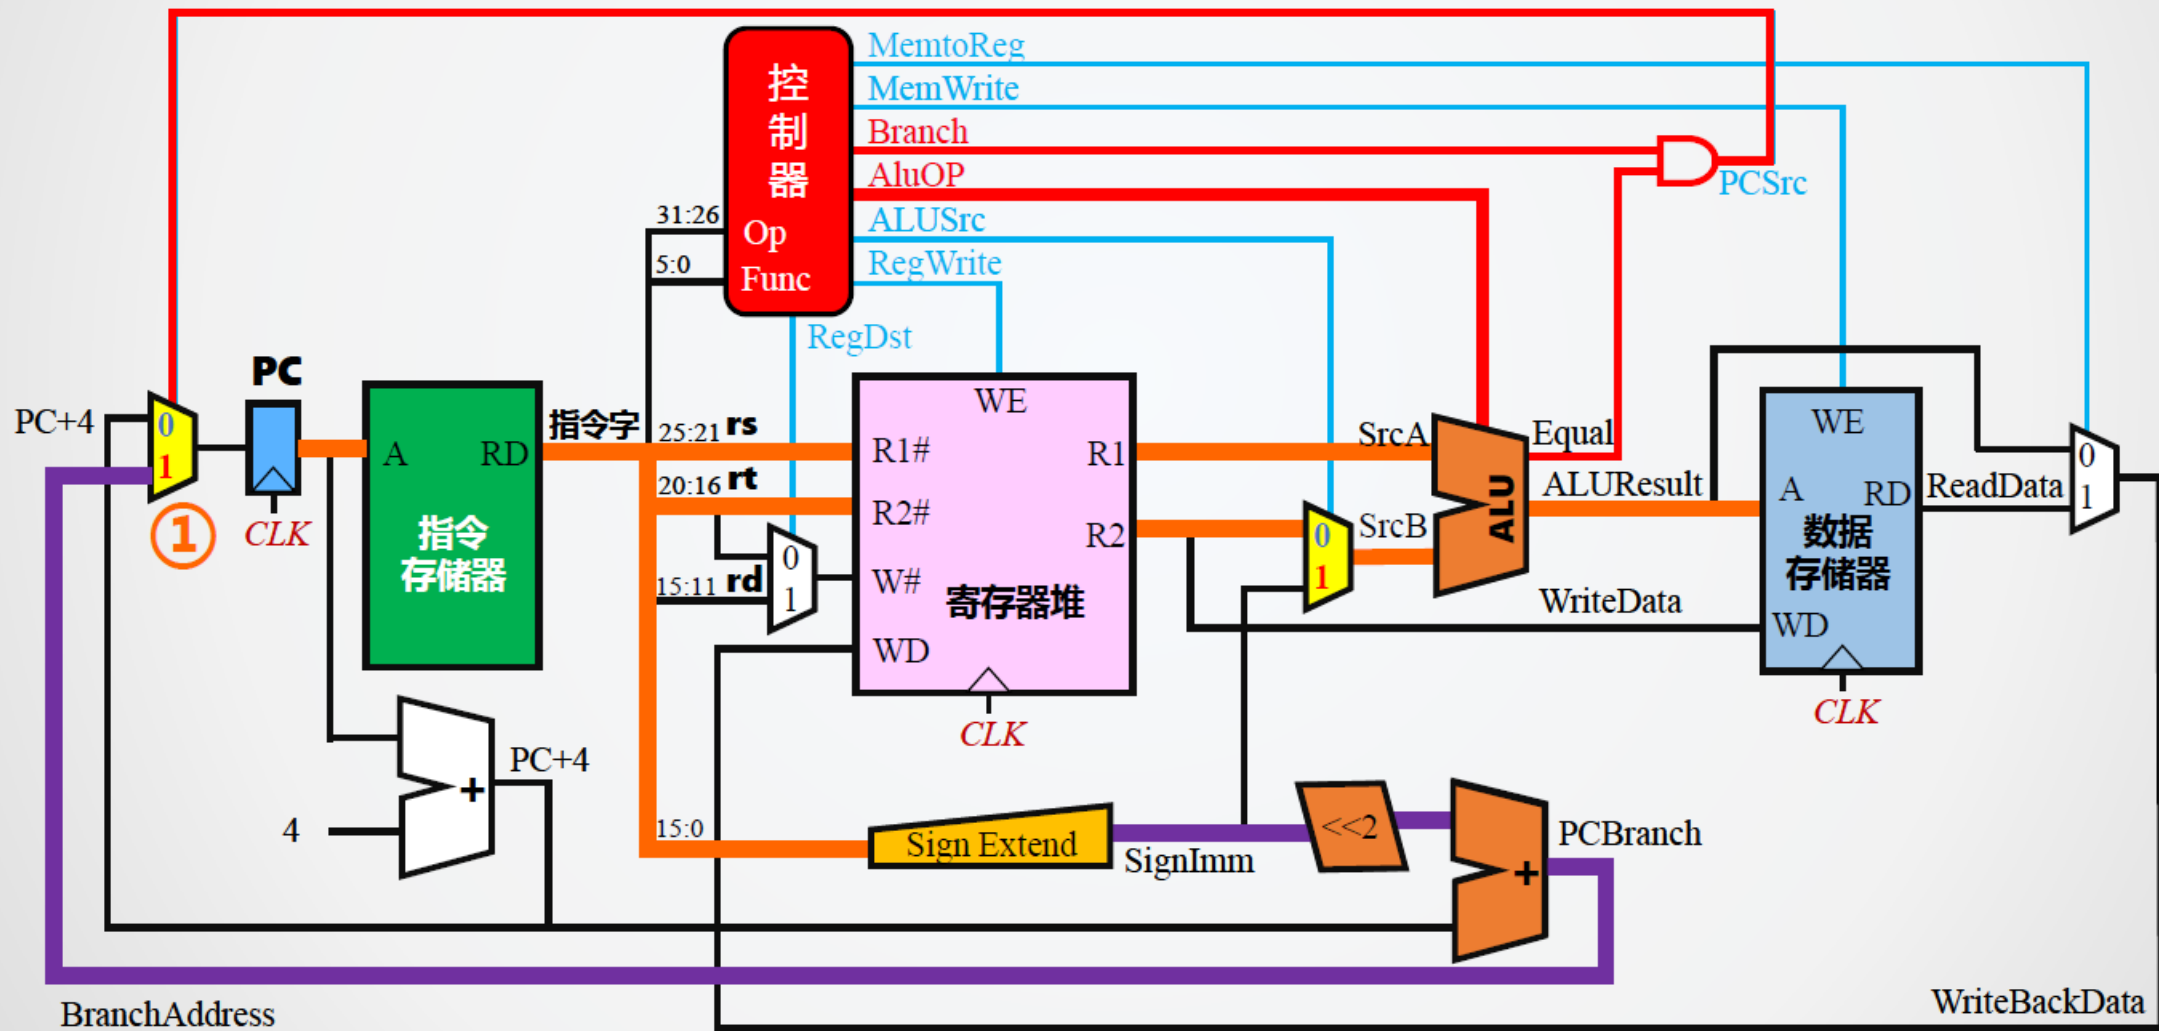 MemtoReg
MemWrite
Branch
AluOP
ALUSrc
RegWrite
控
制
器
Op
Func
31:26
5:0
RegDst
PCSrc
PC
PC+4
0
1
①
CLK
A
RD
指令
存储器
指令字
25:21 rs
20:16 rt
15:11 rd
0
1
WE
R1#
R2#
W#
WD
R1
R2
寄存器堆
CLK
SrcA
0
1
SrcB
ALU
Equal
ALUResult
WriteData
WE
A
RD
数据
存储器
WD
CLK
ReadData
0
1
4
+
PC+4
15:0
Sign Extend
SignImm
<<2
+
PCBranch
BranchAddress
WriteBackData